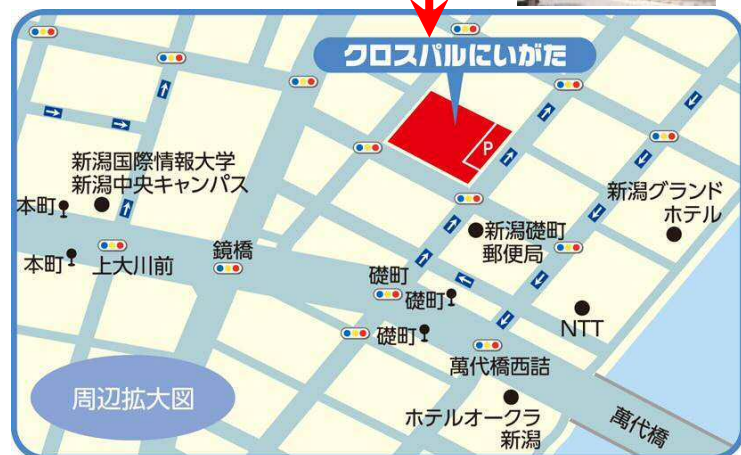 クロスパルにいがた
P
新潟国際情報大学
新潟中央キャンパス
新潟グランド
ホテル
本町
新潟礎町
郵便局
本町
上大川前
鏡橋
礎町
礎町
NTT
礎町
萬代橋西詰
周辺拡大図
ホテルオークラ
新潟
萬代橋